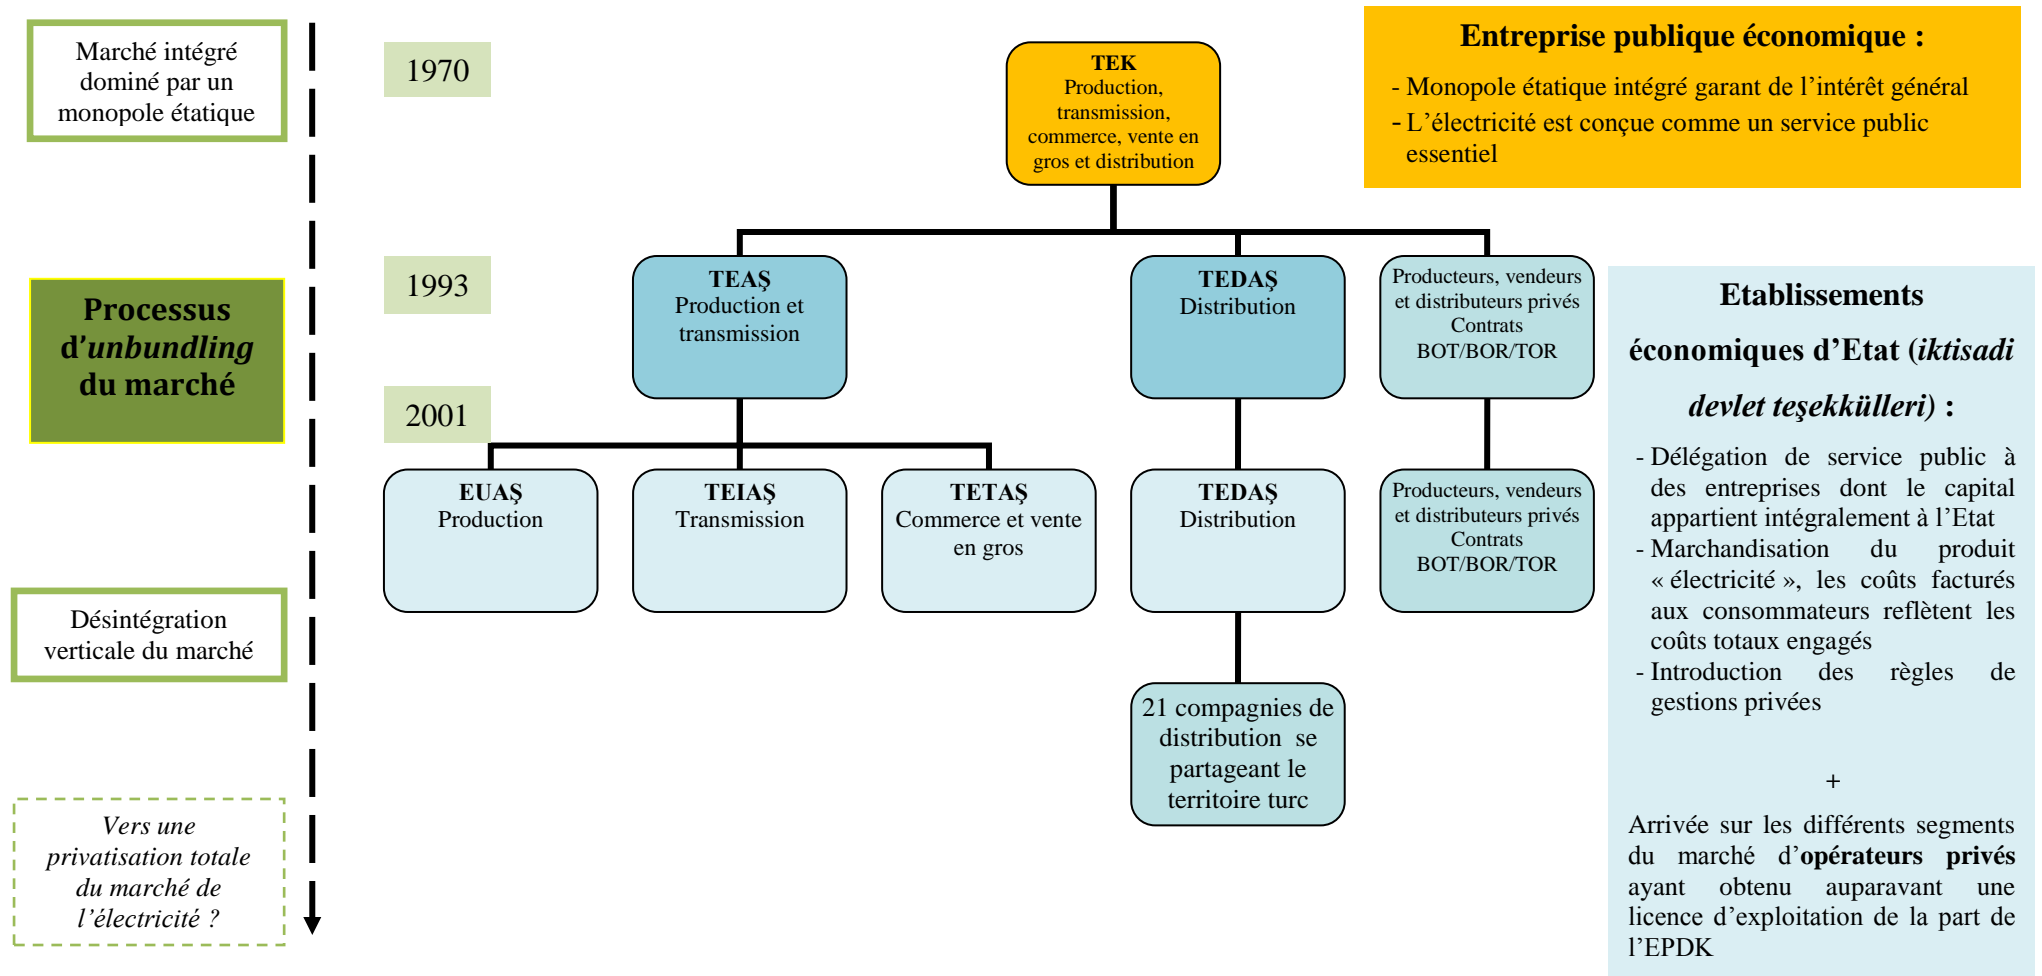 Marché intégré
dominé par un
monopole étatique
1970
TEK
Production,
transmission,
commerce, vente en
gros et distribution
Entreprise publique économique :
- Monopole étatique intégré garant de l’intérêt général
- L’électricité est conçue comme un service public
essentiel
Processus
d’unbundling
du marché
1993
TEAŞ
Production et
transmission
TEDAŞ
Distribution
Producteurs, vendeurs
et distributeurs privés
Contrats
BOT/BOR/TOR
2001
EUAŞ
Production
TEIAŞ
Transmission
TETAŞ
Commerce et vente
en gros
TEDAŞ
Distribution
Producteurs, vendeurs
et distributeurs privés
Contrats
BOT/BOR/TOR
Désintégration
verticale du marché
21 compagnies de
distribution se
partageant le
territoire turc
Vers une
privatisation totale
du marché de
l’électricité ?
Etablissements
économiques d’Etat (iktisadi
devlet teşekkülleri) :
- Délégation de service public à
des entreprises dont le capital
appartient intégralement à l’Etat
- Marchandisation du produit
« électricité », les coûts facturés
aux consommateurs reflètent les
coûts totaux engagés
- Introduction des règles de
gestions privées
+
Arrivée sur les différents segments
du marché d’opérateurs privés
ayant obtenu auparavant une
licence d’exploitation de la part de
l’EPDK